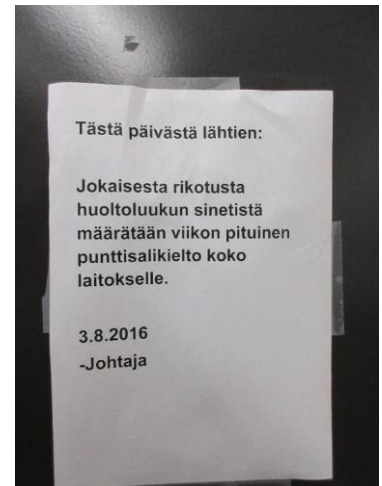 Tästä päivästä lähtien:
Jokaisesta rikotusta
huoltoluukun sinetistä
määrätään viikon pituinen
punttisalikielto koko
laitokselle.
3.8.2016
-Johtaja